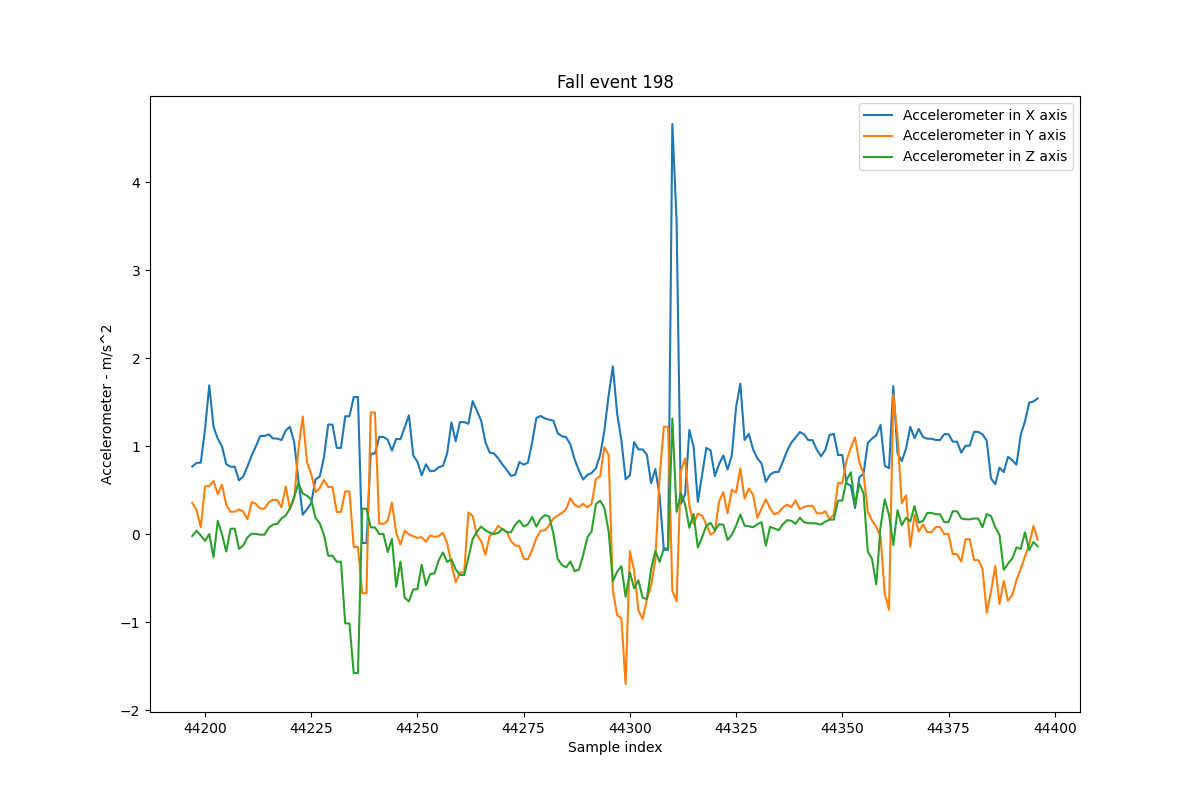 Fall event 198
Accelerometer in X axis
Accelerometer in Y axis
Accelerometer in Z axis
Accelerometer - m/s^2
4
3
2
1
0
−1
−2
44200 44225 44250 44275 44300 44325 44350 44375 44400
Sample index